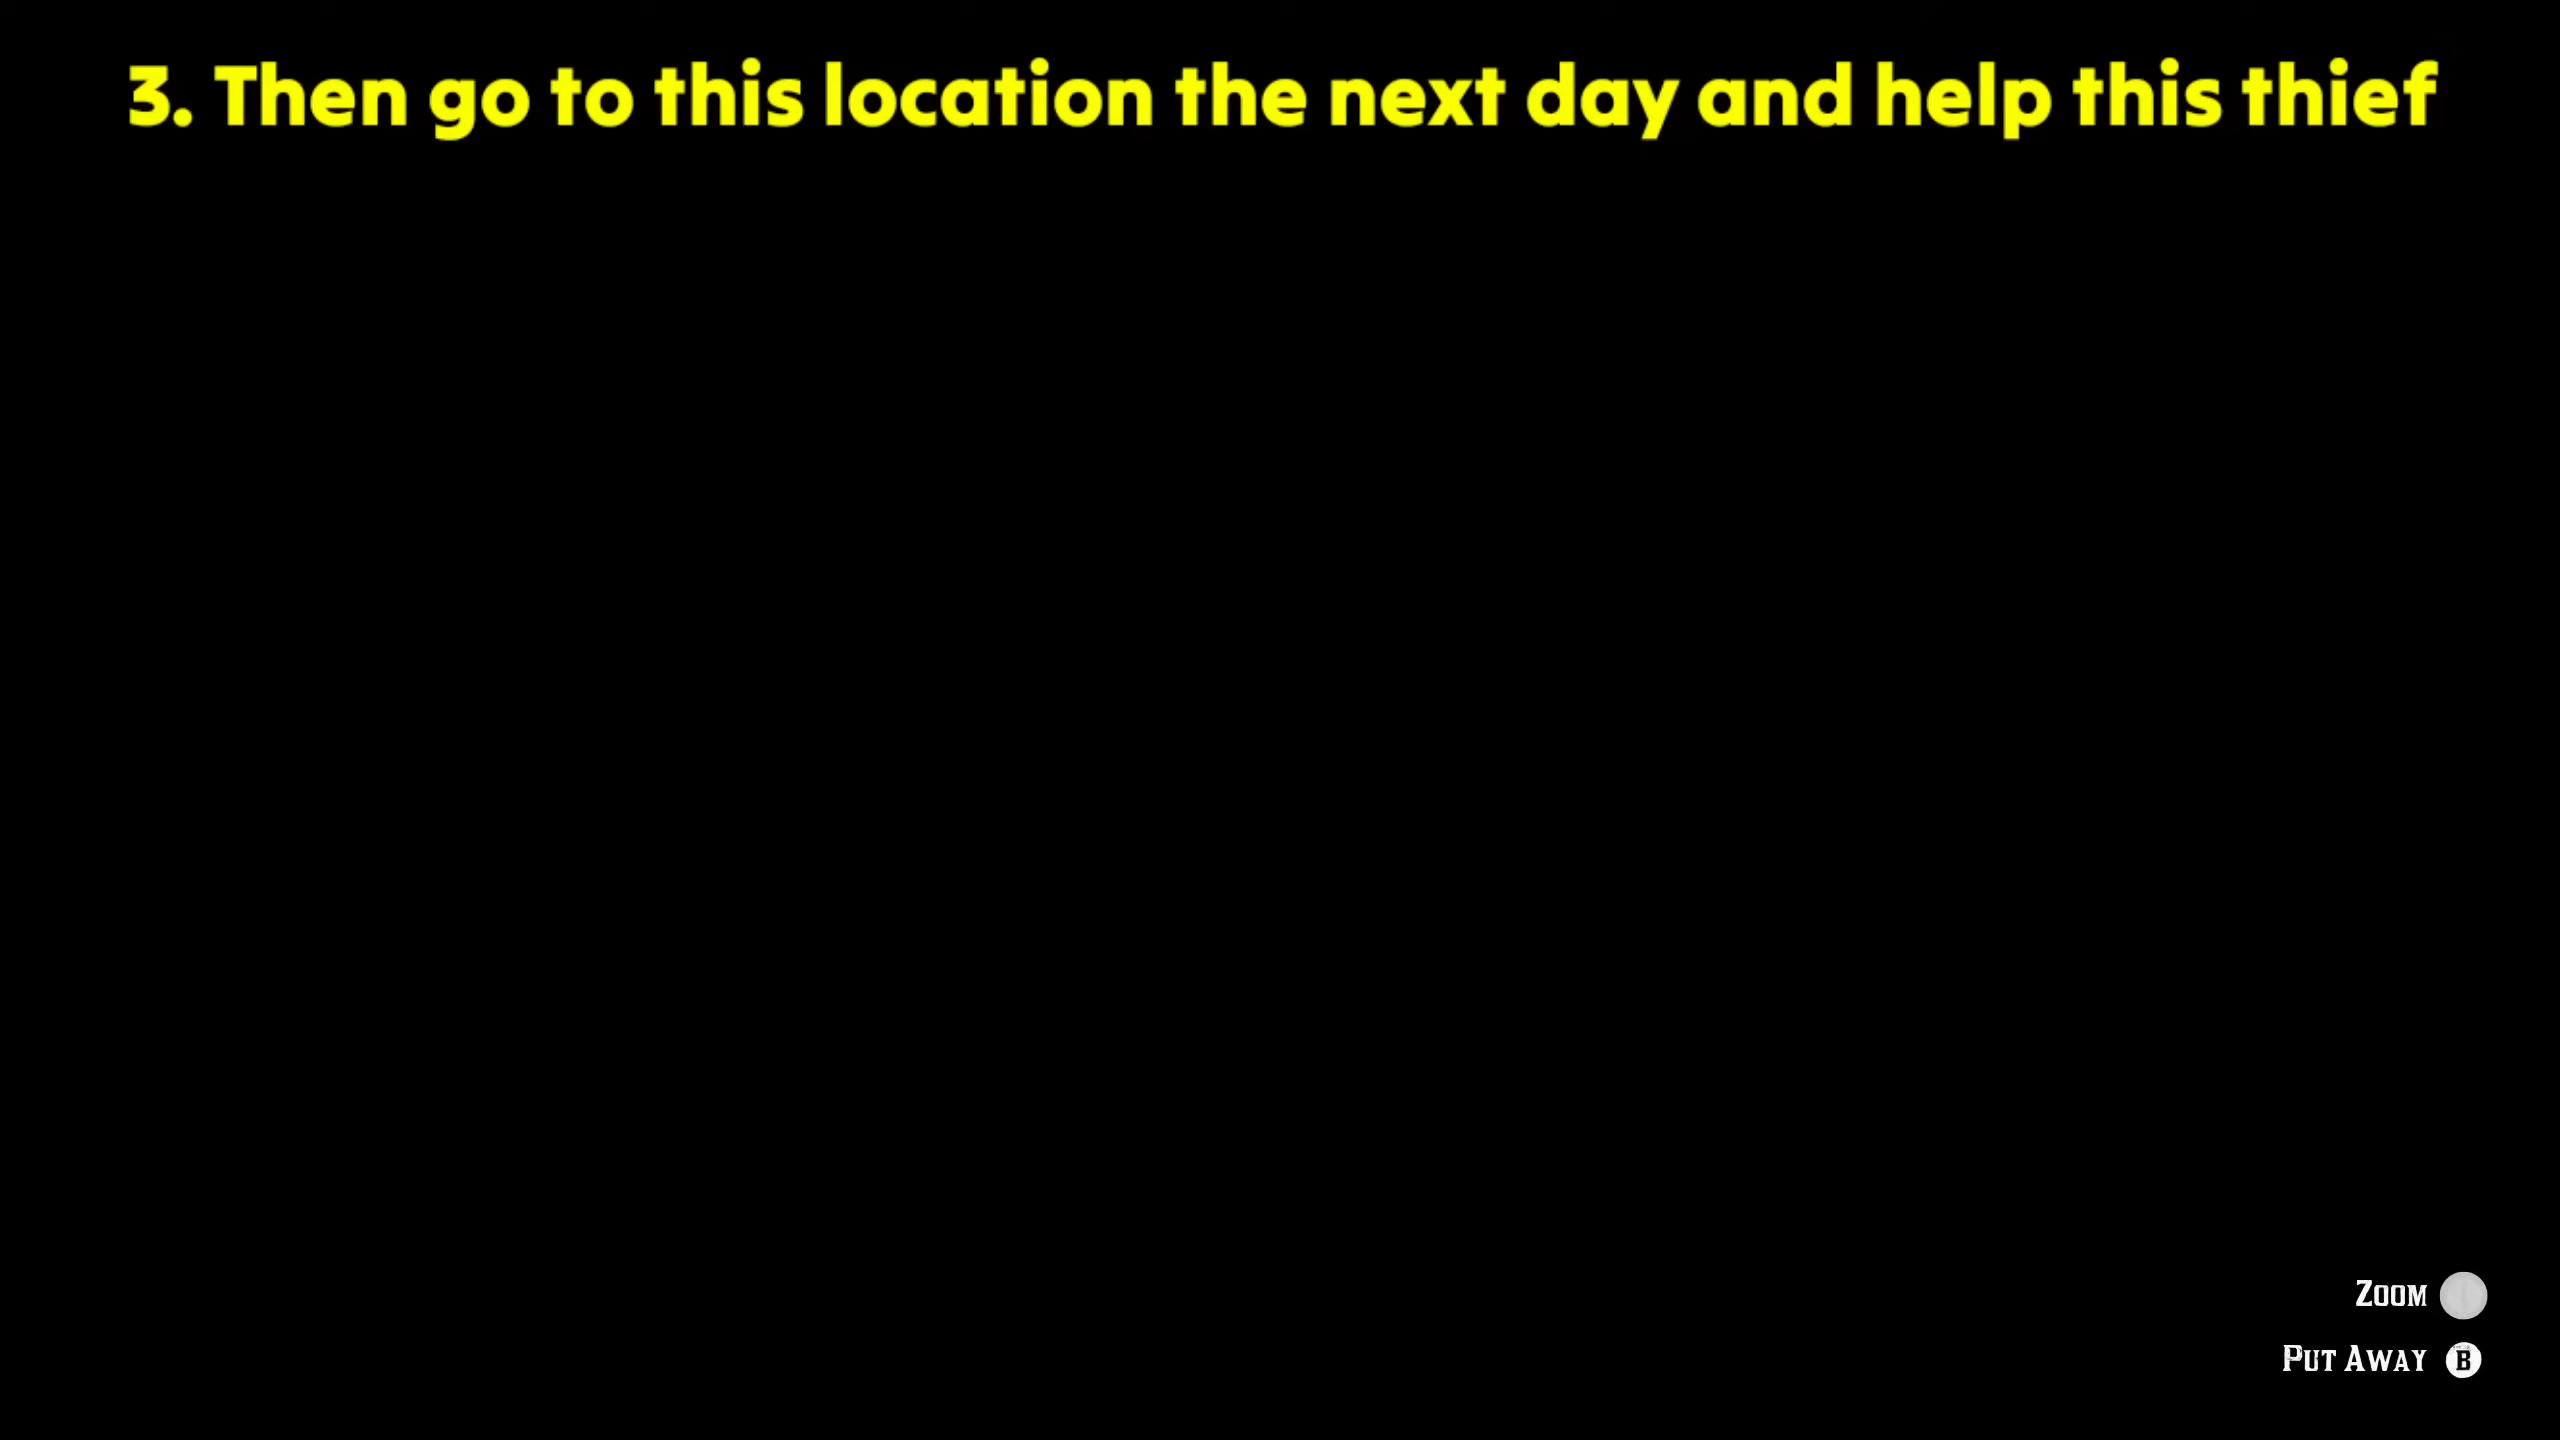 3. Then go to this location the next day and help this thief
Zoom
Put Away B